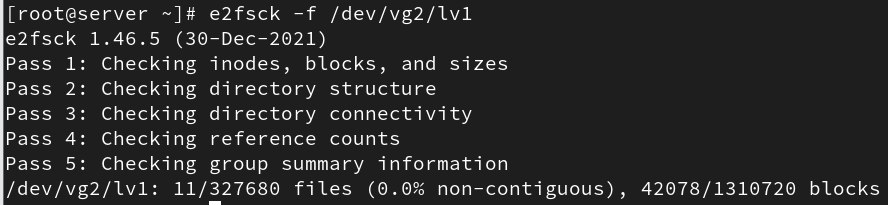 [root@server ~]# e2fsck -f /dev/vg2/lv1
e2fsck 1.46.5 (30-Dec-2021)
Pass 1: Checking inodes, blocks, and sizes
Pass 2: Checking directory structure
Pass 3: Checking directory connectivity
Pass 4: Checking reference counts
Pass 5: Checking group summary information
/dev/vg2/lv1: 11/327680 files (0.0% non-contiguous), 42078/1310720 blocks